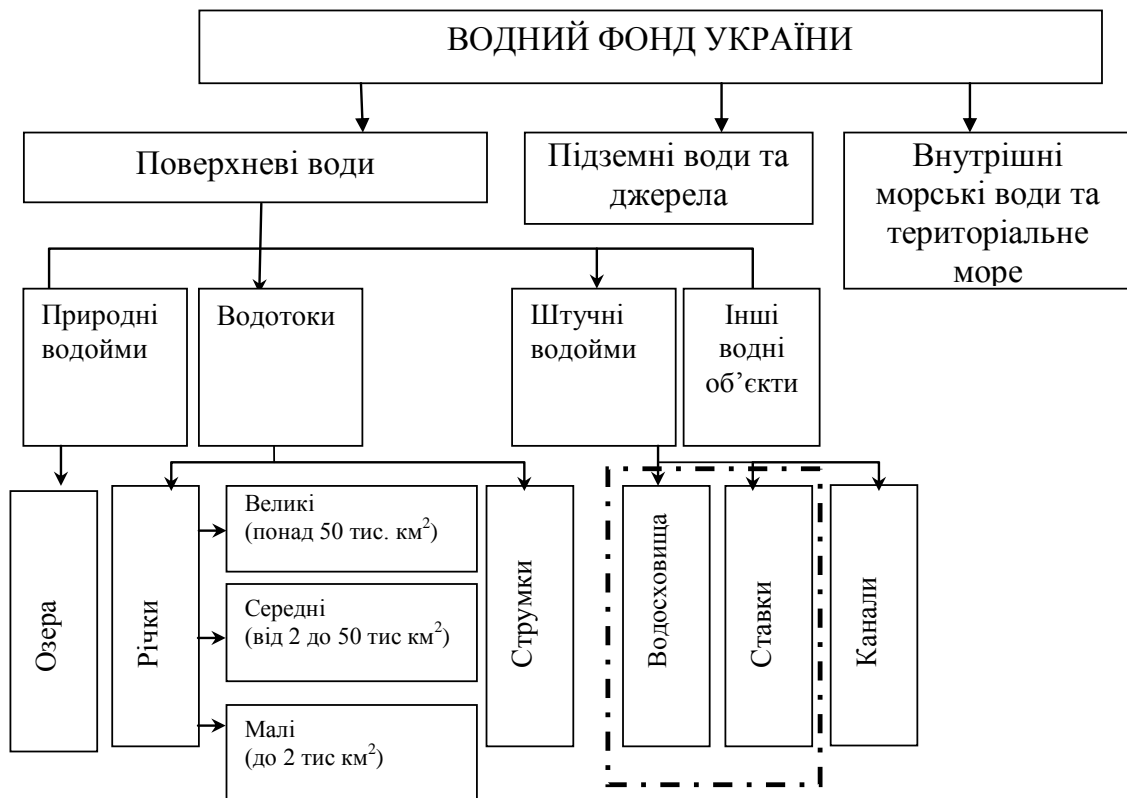 ВОДНИЙ ФОНД УКРАЇНИ
Поверхневі води
Підземні води та
джерела
Внутрішні
морські води та
територіальне
море
Природні
водойми
Водотоки
Штучні
водойми
Інші
водні
об’єкти
Озера
Річки
Великі
(понад 50 тис. км²)
Середні
(від 2 до 50 тис км²)
Малі
(до 2 тис км²)
Струмки
Водосховища
Ставки
Канали